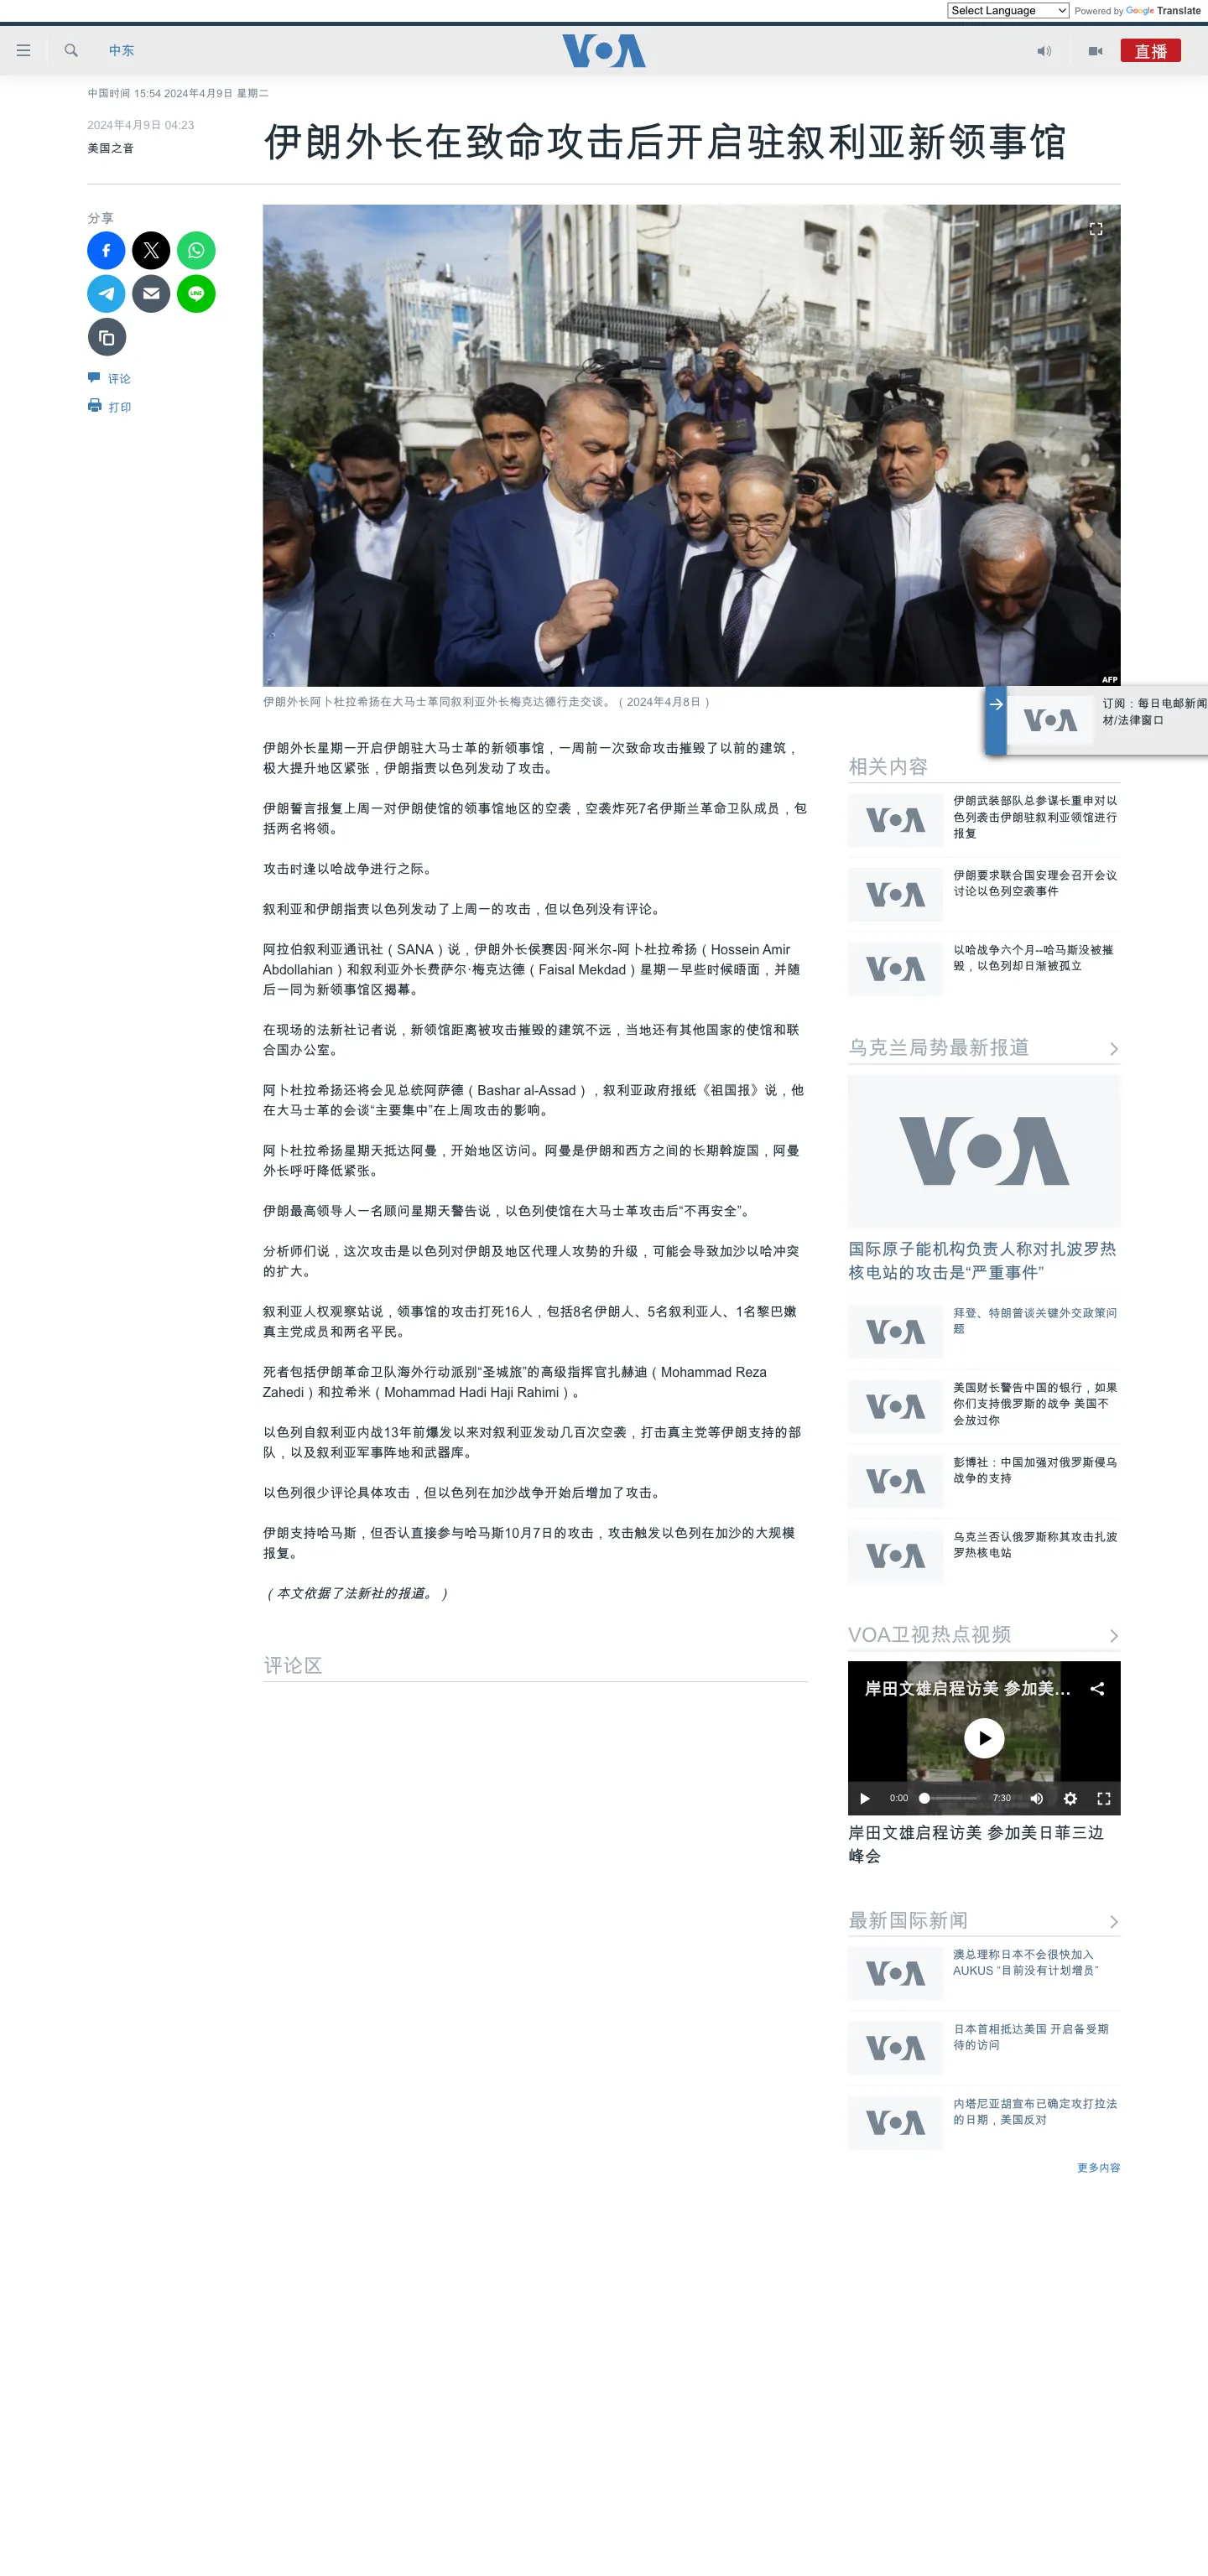 Select Language
Powered by Google Translate
中东
VOA
直播
中国时间 15:54 2024年4月9日 星期二
2024年4月9日 04:23
美国之音
伊朗外长在致命攻击后开启驻叙利亚新领事馆
分享
LINE
评论
打印
AFP
伊朗外长阿卜杜拉希扬在大马士革同叙利亚外长梅克达德行走交谈。（2024年4月8日）
VOA
订阅：每日电邮新闻
材/法律窗口
伊朗外长星期一开启伊朗驻大马士革的新领事馆，一周前一次致命攻击摧毁了以前的建筑，
极大提升地区紧张，伊朗指责以色列发动了攻击。
伊朗誓言报复上周一对伊朗使馆的领事馆地区的空袭，空袭炸死7名伊斯兰革命卫队成员，包
括两名将领。
攻击时逢以哈战争进行之际。
叙利亚和伊朗指责以色列发动了上周一的攻击，但以色列没有评论。
阿拉伯叙利亚通讯社（SANA）说，伊朗外长侯赛因·阿米尔-阿卜杜拉希扬（Hossein Amir
Abdollahian）和叙利亚外长费萨尔·梅克达德（Faisal Mekdad）星期一早些时候晤面，并随
后一同为新领事馆区揭幕。
在现场的法新社记者说，新领馆距离被攻击摧毁的建筑不远，当地还有其他国家的使馆和联
合国办公室。
阿卜杜拉希扬还将会见总统阿萨德（Bashar al-Assad），叙利亚政府报纸《祖国报》说，他
在大马士革的会谈“主要集中”在上周攻击的影响。
阿卜杜拉希扬星期天抵达阿曼，开始地区访问。阿曼是伊朗和西方之间的长期斡旋国，阿曼
外长呼吁降低紧张。
伊朗最高领导人一名顾问星期天警告说，以色列使馆在大马士革攻击后“不再安全”。
分析师们说，这次攻击是以色列对伊朗及地区代理人攻势的升级，可能会导致加沙以哈冲突
的扩大。
叙利亚人权观察站说，领事馆的攻击打死16人，包括8名伊朗人、5名叙利亚人、1名黎巴嫩
真主党成员和两名平民。
死者包括伊朗革命卫队海外行动派别“圣城旅”的高级指挥官扎赫迪（Mohammad Reza
Zahedi）和拉希米（Mohammad Hadi Haji Rahimi）。
以色列自叙利亚内战13年前爆发以来对叙利亚发动几百次空袭，打击真主党等伊朗支持的部
队，以及叙利亚军事阵地和武器库。
以色列很少评论具体攻击，但以色列在加沙战争开始后增加了攻击。
伊朗支持哈马斯，但否认直接参与哈马斯10月7日的攻击，攻击触发以色列在加沙的大规模
报复。
（本文依据了法新社的报道。）
评论区
相关内容
VOA
伊朗武装部队总参谋长重申对以
色列袭击伊朗驻叙利亚领馆进行
报复
VOA
伊朗要求联合国安理会召开会议
讨论以色列空袭事件
VOA
以哈战争六个月--哈马斯没被摧
毁，以色列却日渐被孤立
乌克兰局势最新报道
VOA
国际原子能机构负责人称对扎波罗热
核电站的攻击是“严重事件”
VOA
拜登、特朗普谈关键外交政策问
题
VOA
美国财长警告中国的银行，如果
你们支持俄罗斯的战争 美国不
会放过你
VOA
彭博社：中国加强对俄罗斯侵乌
战争的支持
VOA
乌克兰否认俄罗斯称其攻击扎波
罗热核电站
VOA卫视热点视频
VOA
岸田文雄启程访美 参加美...
0:00
7:30
岸田文雄启程访美 参加美日菲三边
峰会
最新国际新闻
VOA
澳总理称日本不会很快加入
AUKUS “目前没有计划增员”
VOA
日本首相抵达美国 开启备受期
待的访问
VOA
内塔尼亚胡宣布已确定攻打拉法
的日期，美国反对
更多内容